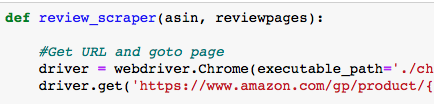 def review_scraper(asin, reviewpages):
#Get URL and goto page
driver = webdriver.Chrome(executable_path='./ch
driver.get('https://www.amazon.com/gp/product/{